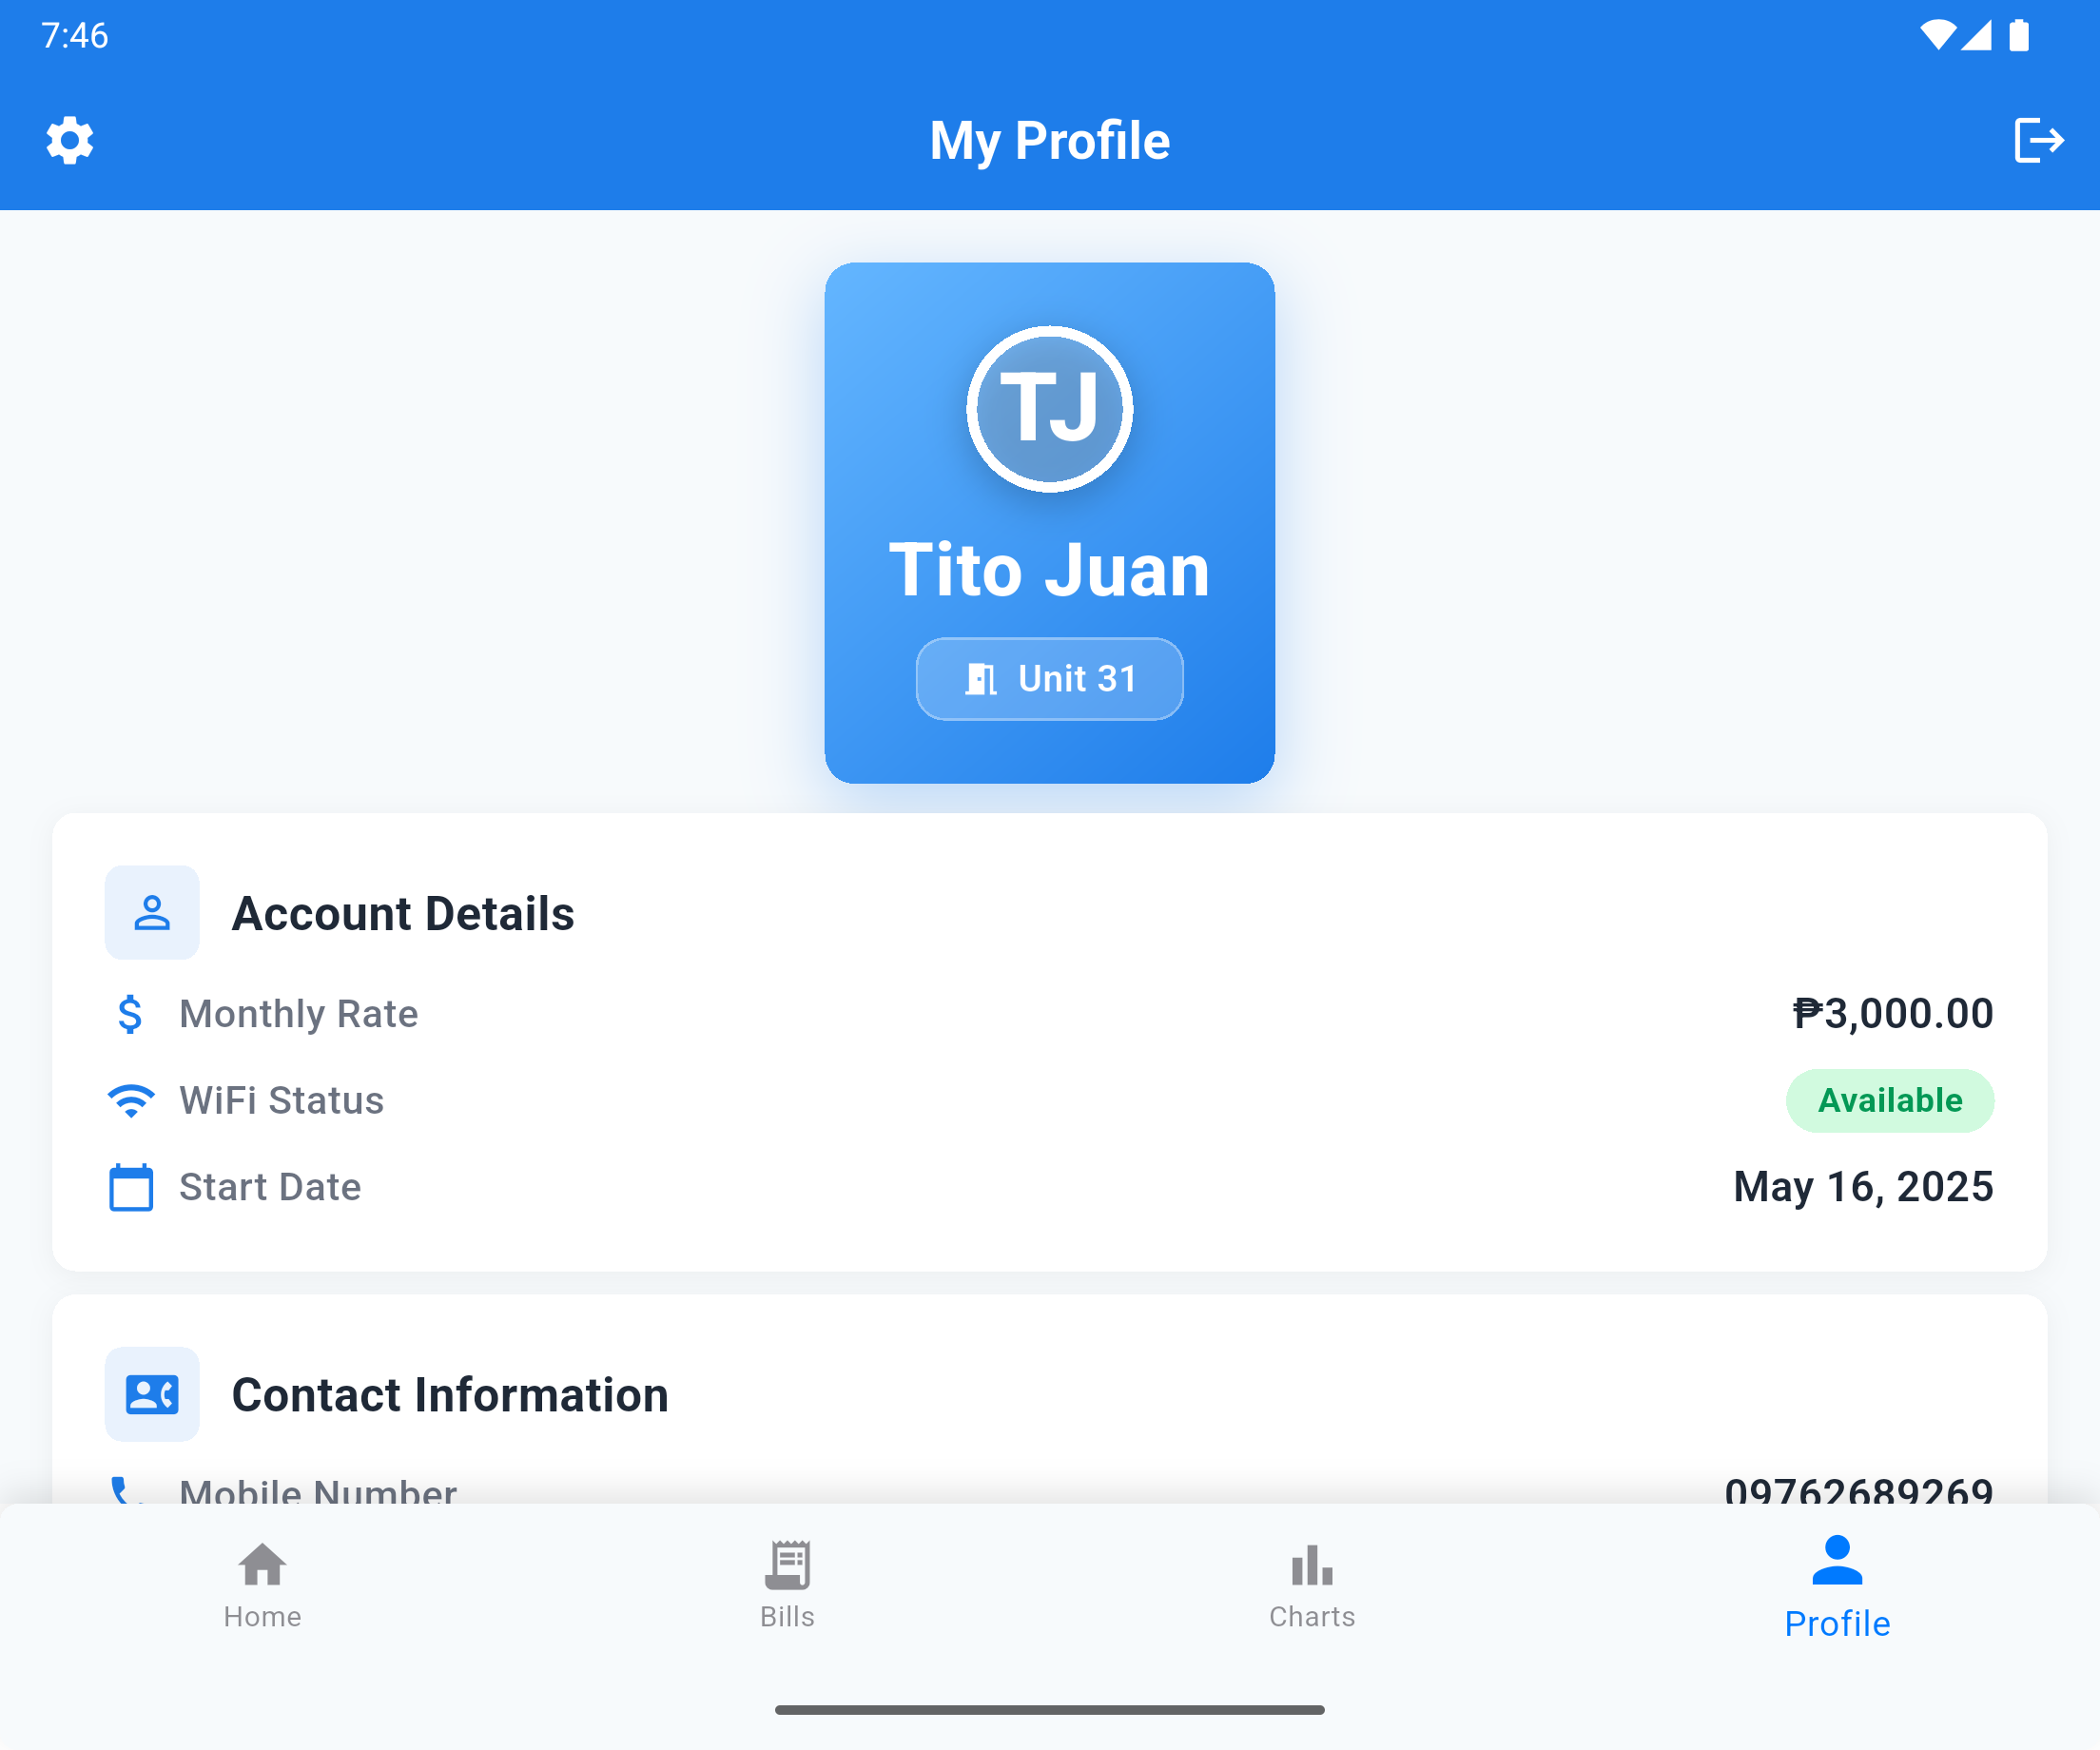 7:46
My Profile
TJ
Tito Juan
Unit 31
Account Details
Monthly Rate
₱3,000.00
WiFi Status
Available
Start Date
May 16, 2025
Contact Information
Mobile Number
09762689269
Home
Bills
Charts
Profile